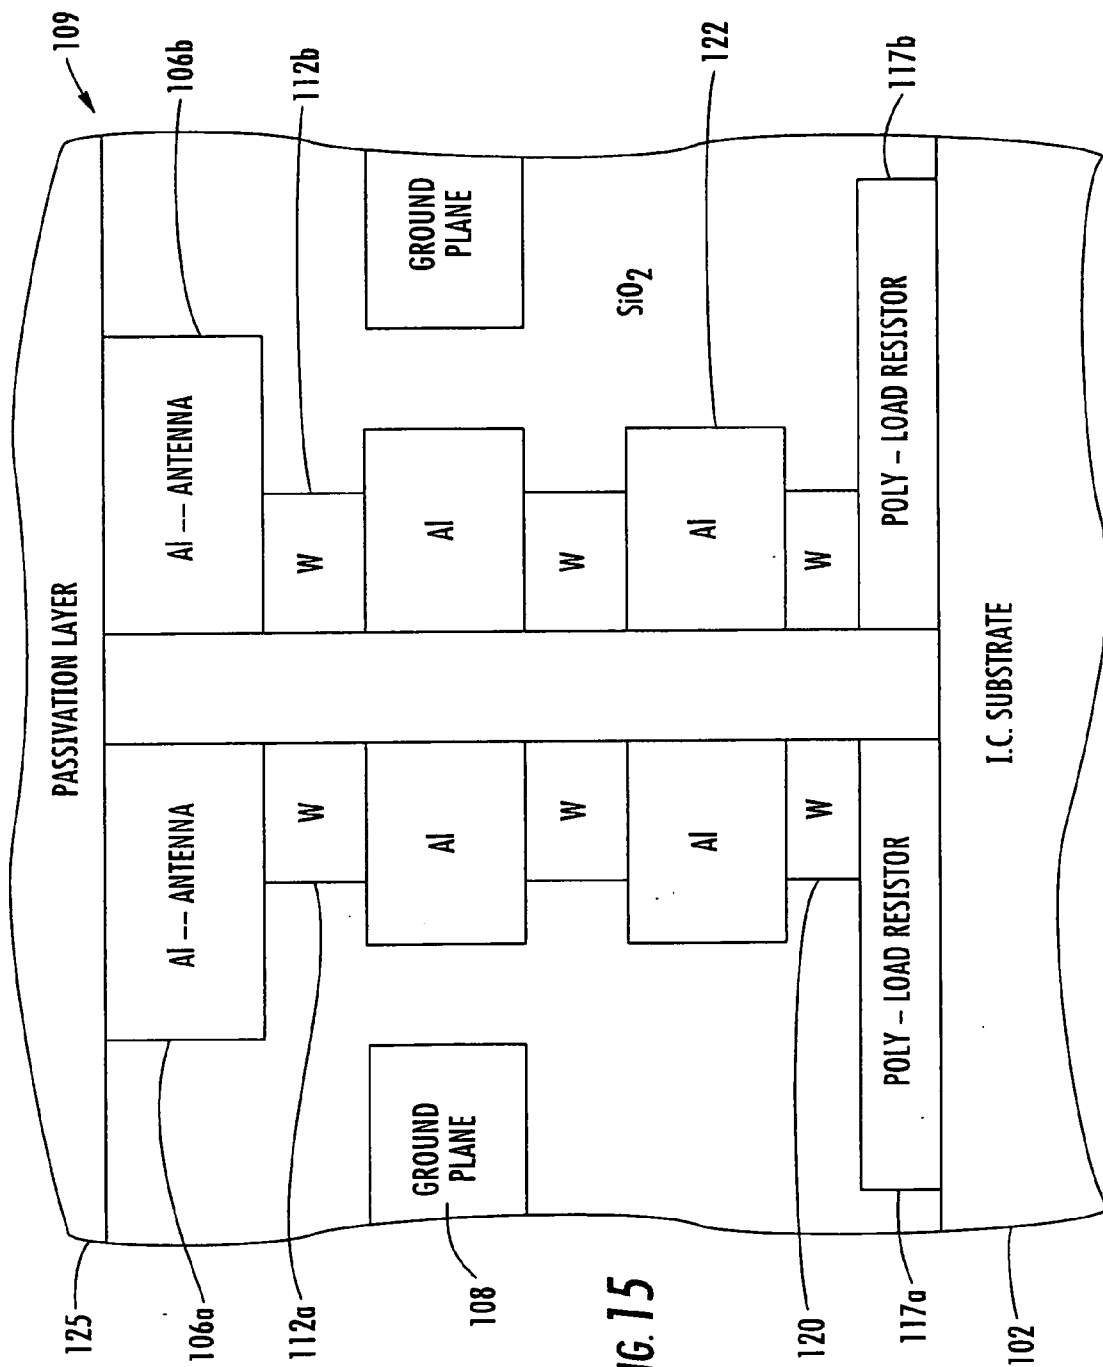 109
PASSIVATION LAYER
125
106a
Al -- ANTENNA
Al -- ANTENNA
106b
112a
W
W
112b
GROUND
PLANE
Al
Al
GROUND
PLANE
108
W
W
SiO2
IG. 15
Al
Al
122
120
W
W
POLY – LOAD RESISTOR
POLY – LOAD RESISTOR
117b
117a
I.C. SUBSTRATE
102